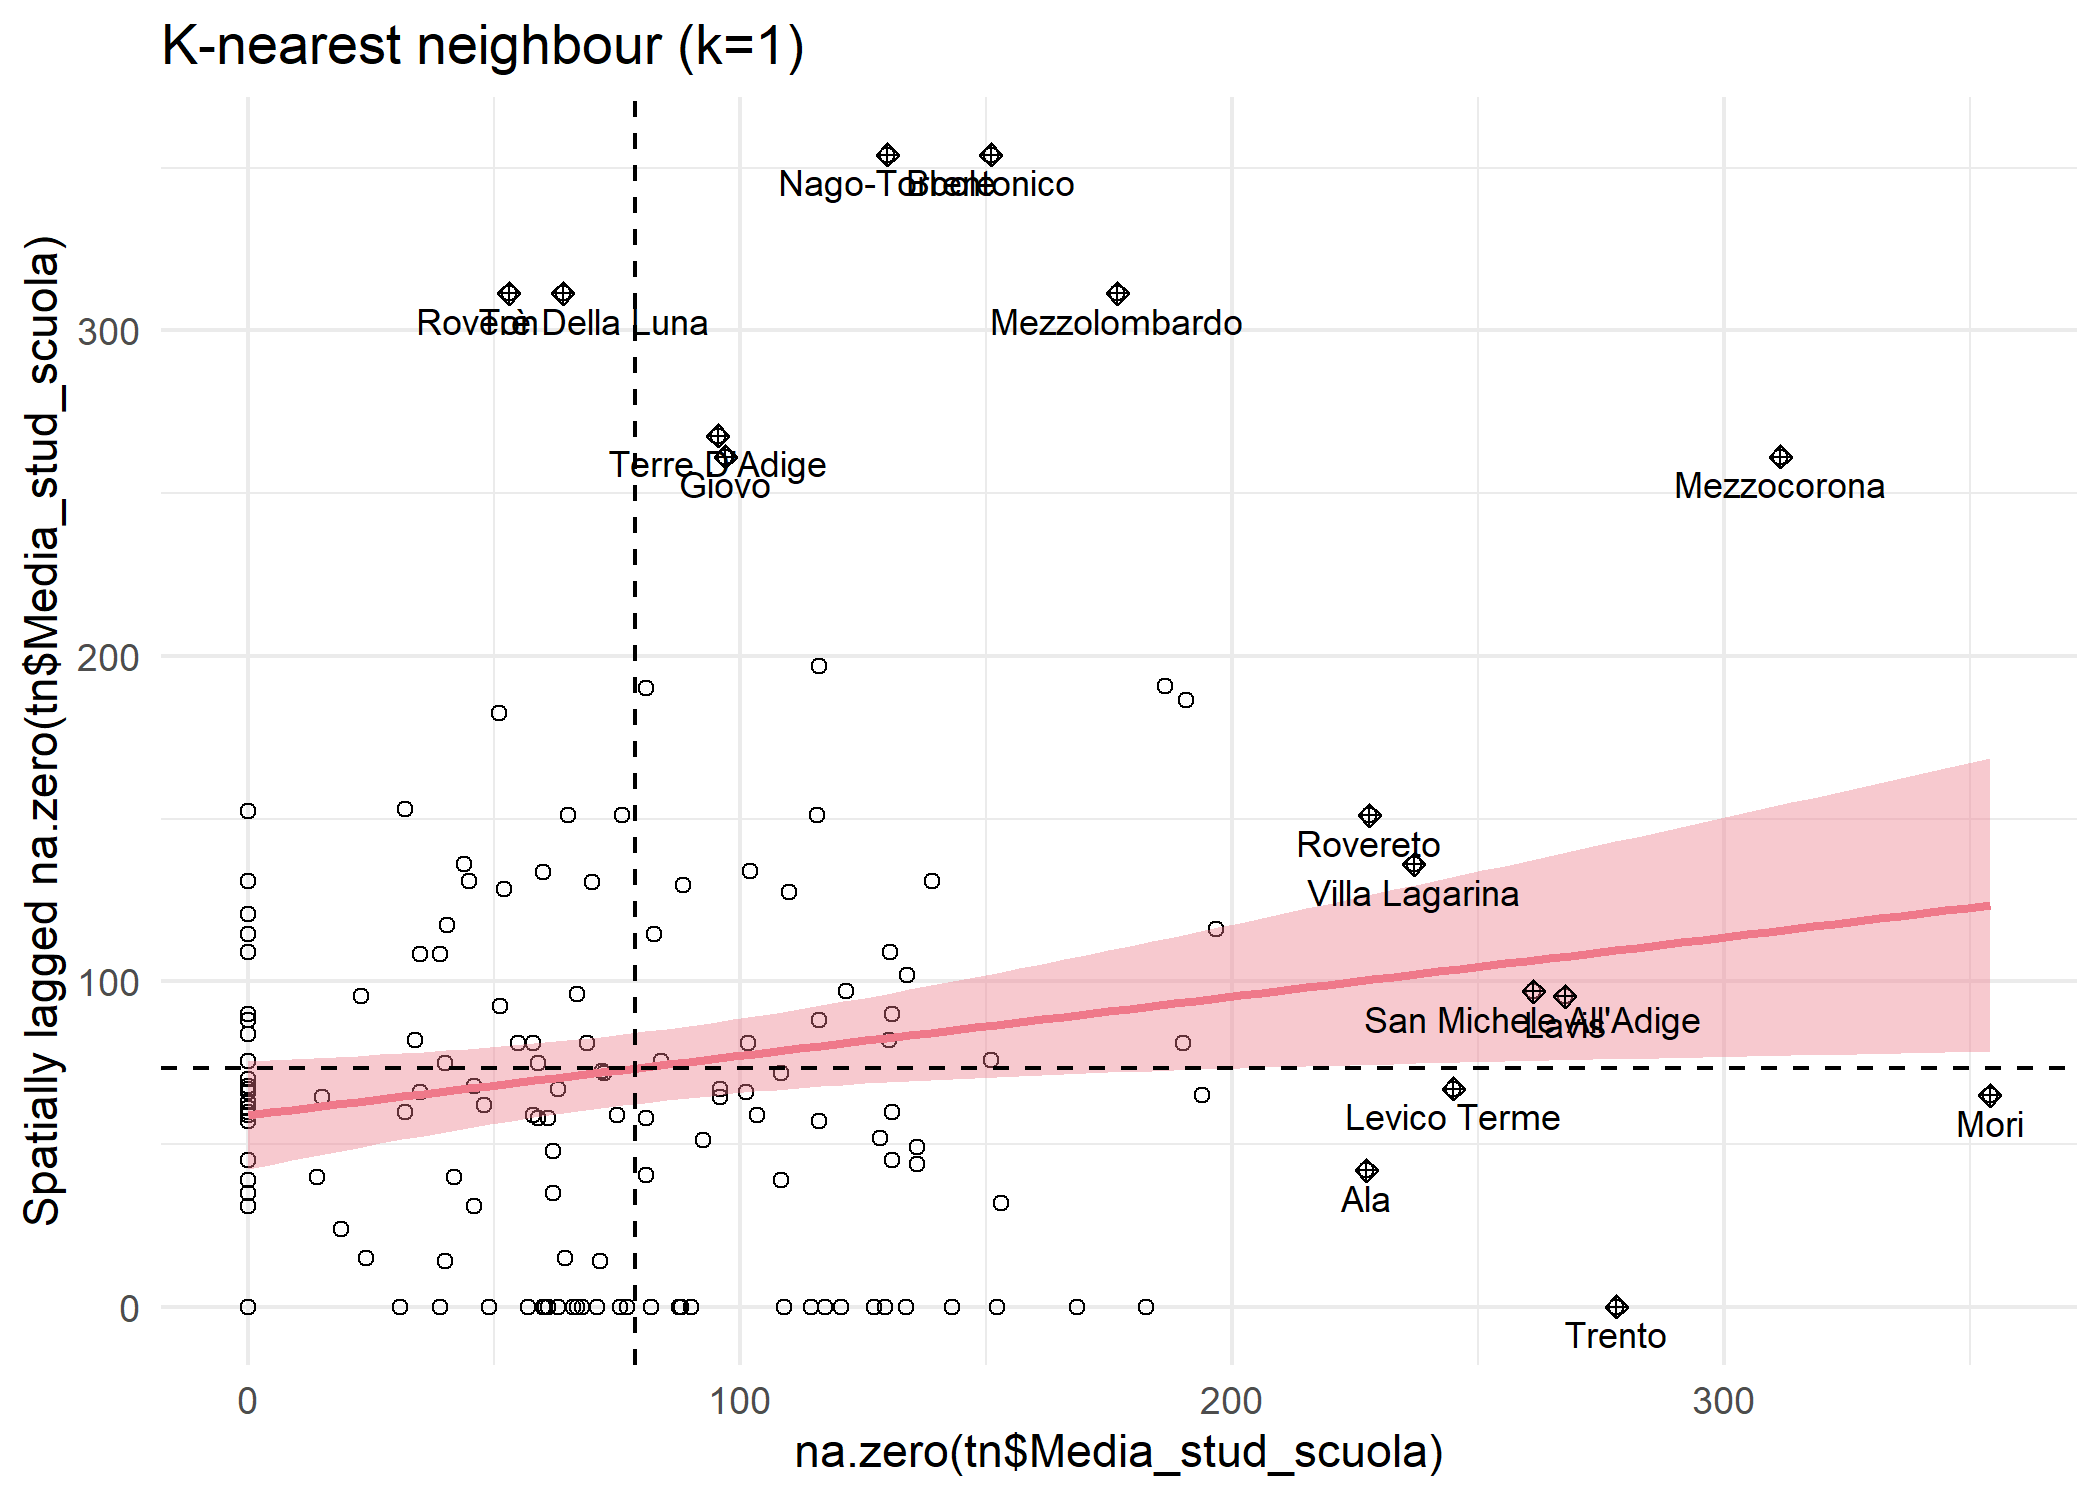 K-nearest neighbour (k=1)
Spatially lagged na.zero(tn$Media_stud_scuola)
300
200
100
0
Nago-Torbole
Brentonico
Roverè Della Luna
Mezzolombardo
Terre D'Adige
Giovo
Mezzocorona
Rovereto
Villa Lagarina
San Michele All'Adige
Lavis
Levico Terme
Mori
Ala
Trento
0
100
200
300
na.zero(tn$Media_stud_scuola)